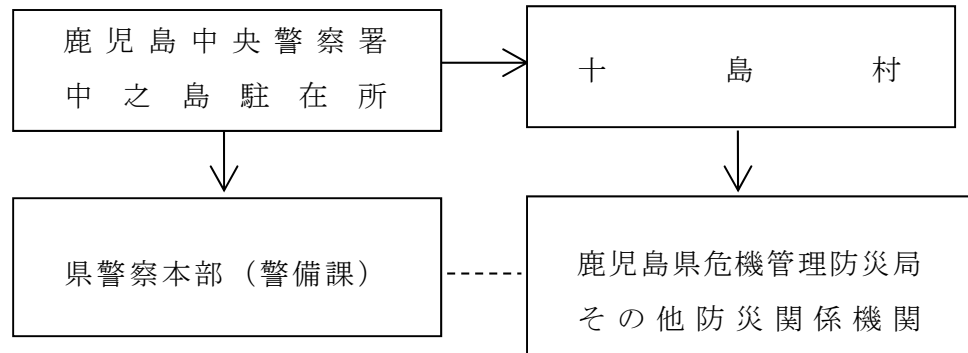 鹿児島中央警察署
中之島駐在所
十島村
県警察本部（警備課）
鹿児島県危機管理防災局
その他防災関係機関